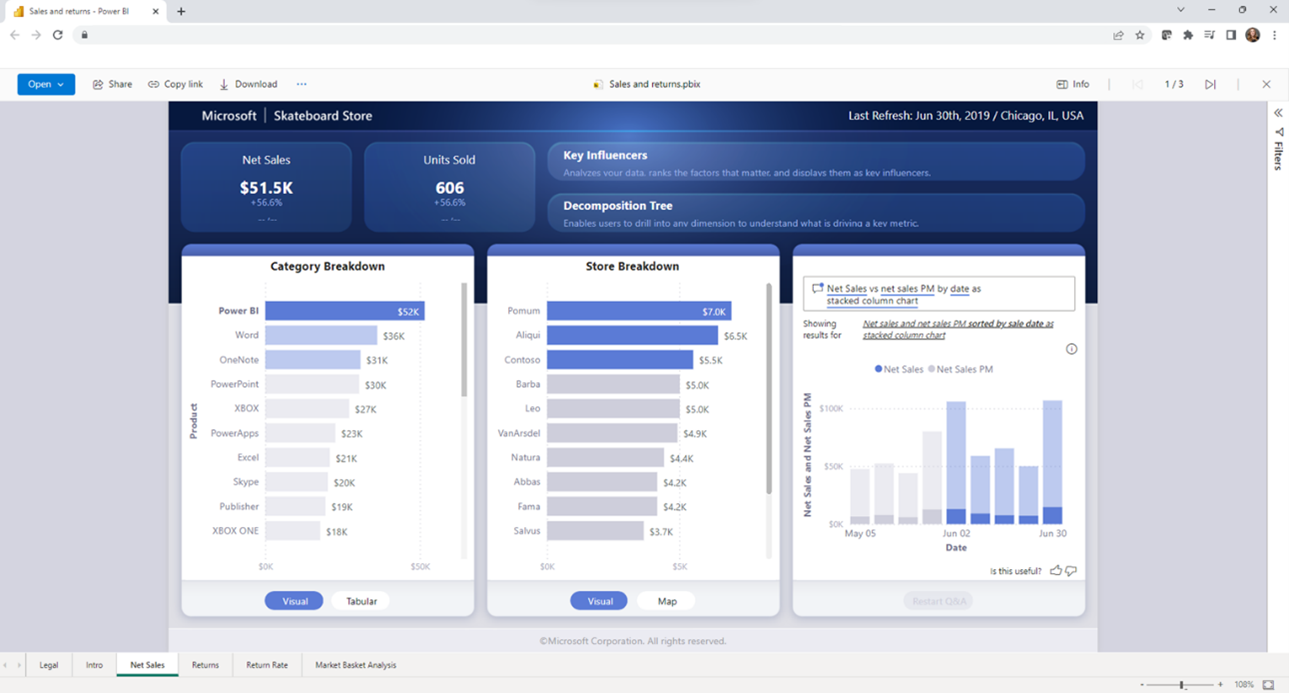 Sales and returns - Power BI
Open
Share
Copy link
Download
Sales and returns.pbix
Info
1 / 3
Microsoft | Skateboard Store
Last Refresh: Jun 30th, 2019 / Chicago, IL, USA
Net Sales
$51.5K
+56.6%
Units Sold
606
+56.6%
Key Influencers
Analyzes your data, ranks the factors that matter, and displays them as key influencers.
Decomposition Tree
Enables users to drill into any dimension to understand what is driving a key metric.
Filters
Category Breakdown
Product
Power BI $52K
Word $36K
OneNote $31K
PowerPoint $30K
XBOX $27K
PowerApps $23K
Excel $21K
Skype $20K
Publisher $19K
XBOX ONE $18K
$0K $50K
Visual Tabular
Store Breakdown
Pomum $7.0K
Aliqui $6.5K
Contoso $5.5K
Barba $5.0K
Leo $5.0K
VanArsdel $4.9K
Natura $4.4K
Abbas $4.2K
Fama $4.2K
Salvus $3.7K
$0K $5K
Visual Map
Net Sales vs net sales PM by date as
stacked column chart
Showing
results for
Net sales and net sales PM sorted by sale date as
stacked column chart
Net Sales Net Sales PM
Net Sales and Net Sales PM
$100K
$50K
$0K
May 05 Jun 02 Jun 30
Date
Is this useful?
Restart Q&A
©Microsoft Corporation. All rights reserved.
Legal Intro Net Sales Returns Return Rate Market Basket Analysis
- + 108%